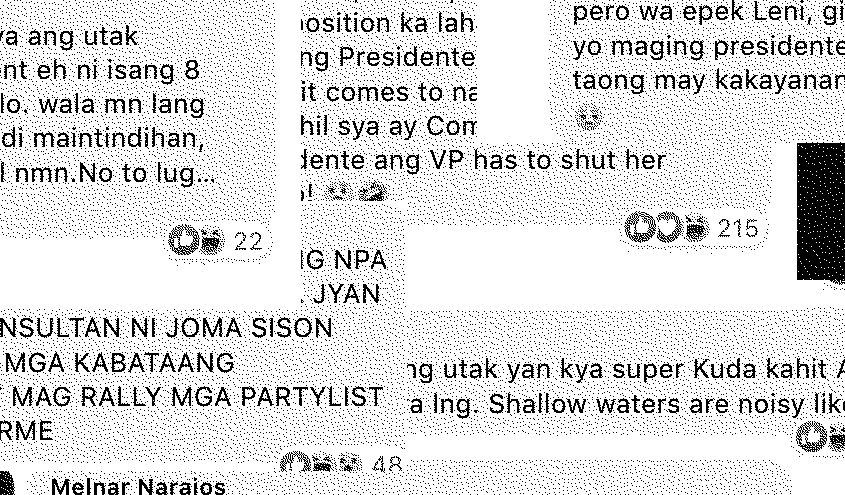 ya ang utak
nt eh ni isang 8
lo. wala mn lang
di maintindihan,
l nmn.No to lug...
22
position ka lah
ng Presidente
it comes to na
hil sya ay Com
dente ang VP has to shut her
o!
215
pero wa epek Leni, gi
yo maging presidente
taong may kakayanan
G NPA
JYAN
NSULTAN NI JOMA SISON
MGA KABATAANG
MAG RALLY MGA PARTYLIST
RME
48
ng utak yan kya super Kuda kahit A
a lng. Shallow waters are noisy like
Melnar Narajos